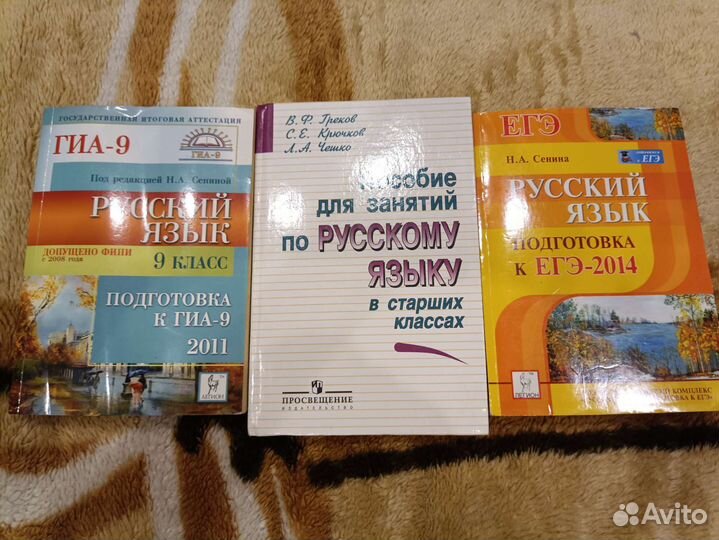 ГОСУДАРСТВЕННАЯ ИТОГОВАЯ АТТЕСТАЦИЯ
ГИА-9
ГИА-9
Под редакцией Н.А. Сениной
РУССКИЙ
ЯЗЫК
ДОПУЩЕНО ФИПИ
с 2008 года
9 КЛАСС
ПОДГОТОВКА
К ГИА-9
2011
ЛЕГИОН
В. Ф. Греков
С. Е. Крючков
Л. А. Чешко
Пособие
для занятий
по РУССКОМУ
ЯЗЫКУ
в старших
классах
ПРОСВЕЩЕНИЕ
ИЗДАТЕЛЬСТВО
ЕГЭ
Н.А. Сенина
ЕГЭ
РУССКИЙ
ЯЗЫК
ПОДГОТОВКА
К ЕГЭ-2014
ЛЕГИОН
КОМПЛЕКС
К ЕГЭ»
Avito